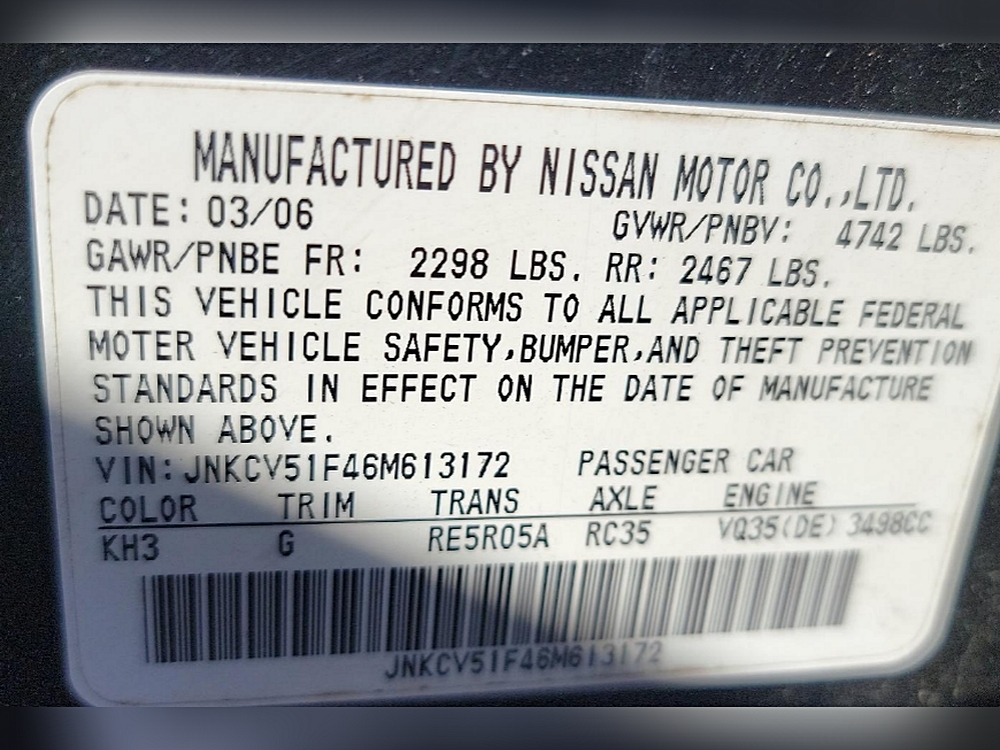 MANUFACTURED BY NISSAN MOTOR CO.,LTD.
DATE: 03/06 GVWR/PNBV: 4742 LBS.
GAWR/PNBE FR: 2298 LBS. RR: 2467 LBS.
THIS VEHICLE CONFORMS TO ALL APPLICABLE FEDERAL
MOTER VEHICLE SAFETY,BUMPER,AND THEFT PREVENTION
STANDARDS IN EFFECT ON THE DATE OF MANUFACTURE
SHOWN ABOVE.
VIN:JNKCV51F46M613172 PASSENGER CAR
COLOR TRIM TRANS AXLE ENGINE
KH3 G RE5R05A RC35 VQ35(DE) 3498CC
JNKCV51F46M613172